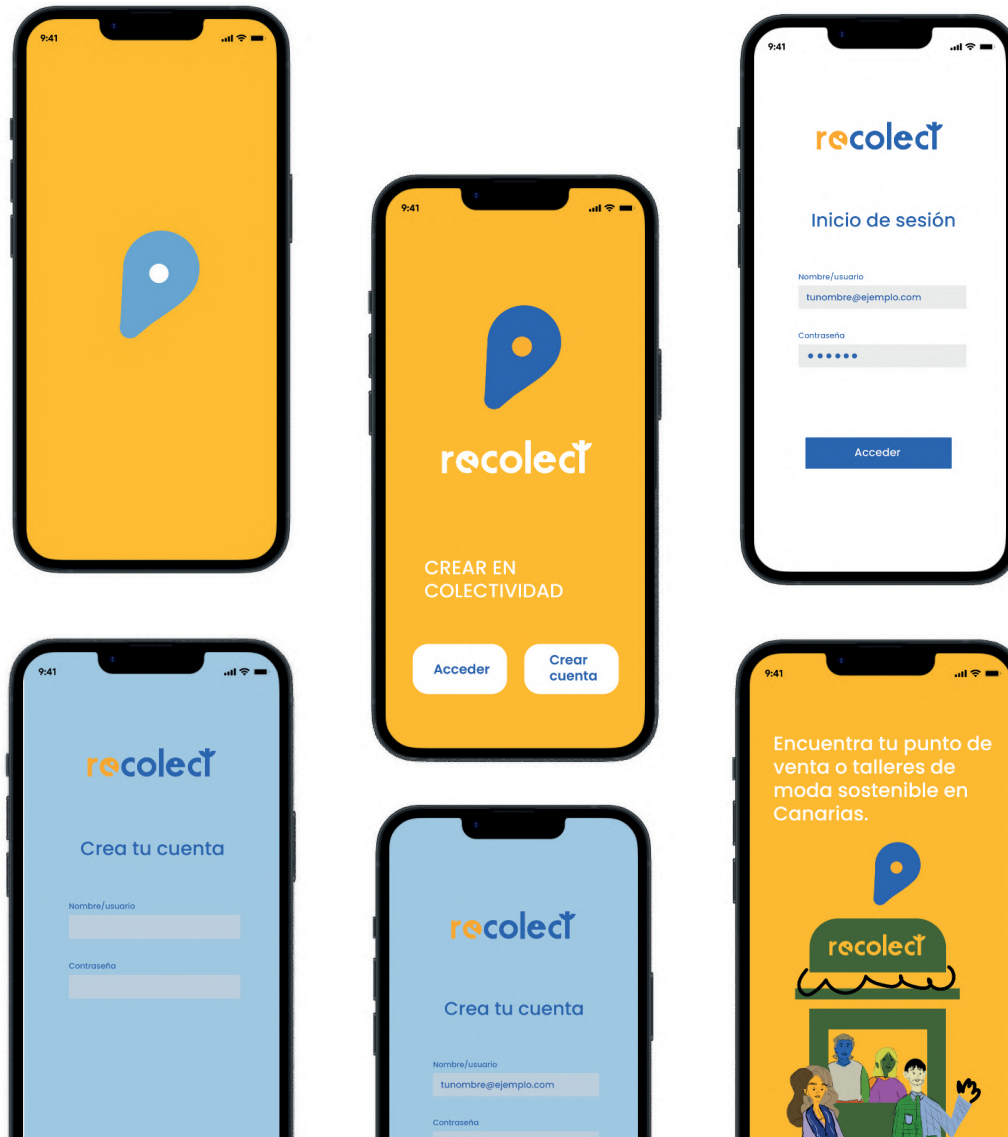 9:41
9:41
recolect
Inicio de sesión
Nombre/usuario
tunombre@ejemplo.com
Contraseña
Acceder
9:41
recolect
CREAR EN
COLECTIVIDAD
Acceder
Crear
cuenta
9:41
recolect
Crea tu cuenta
Nombre/usuario
Contraseña
recolect
Crea tu cuenta
Nombre/usuario
tunombre@ejemplo.com
Contraseña
9:41
Encuentra tu punto de
venta o talleres de
moda sostenible en
Canarias.
recolect